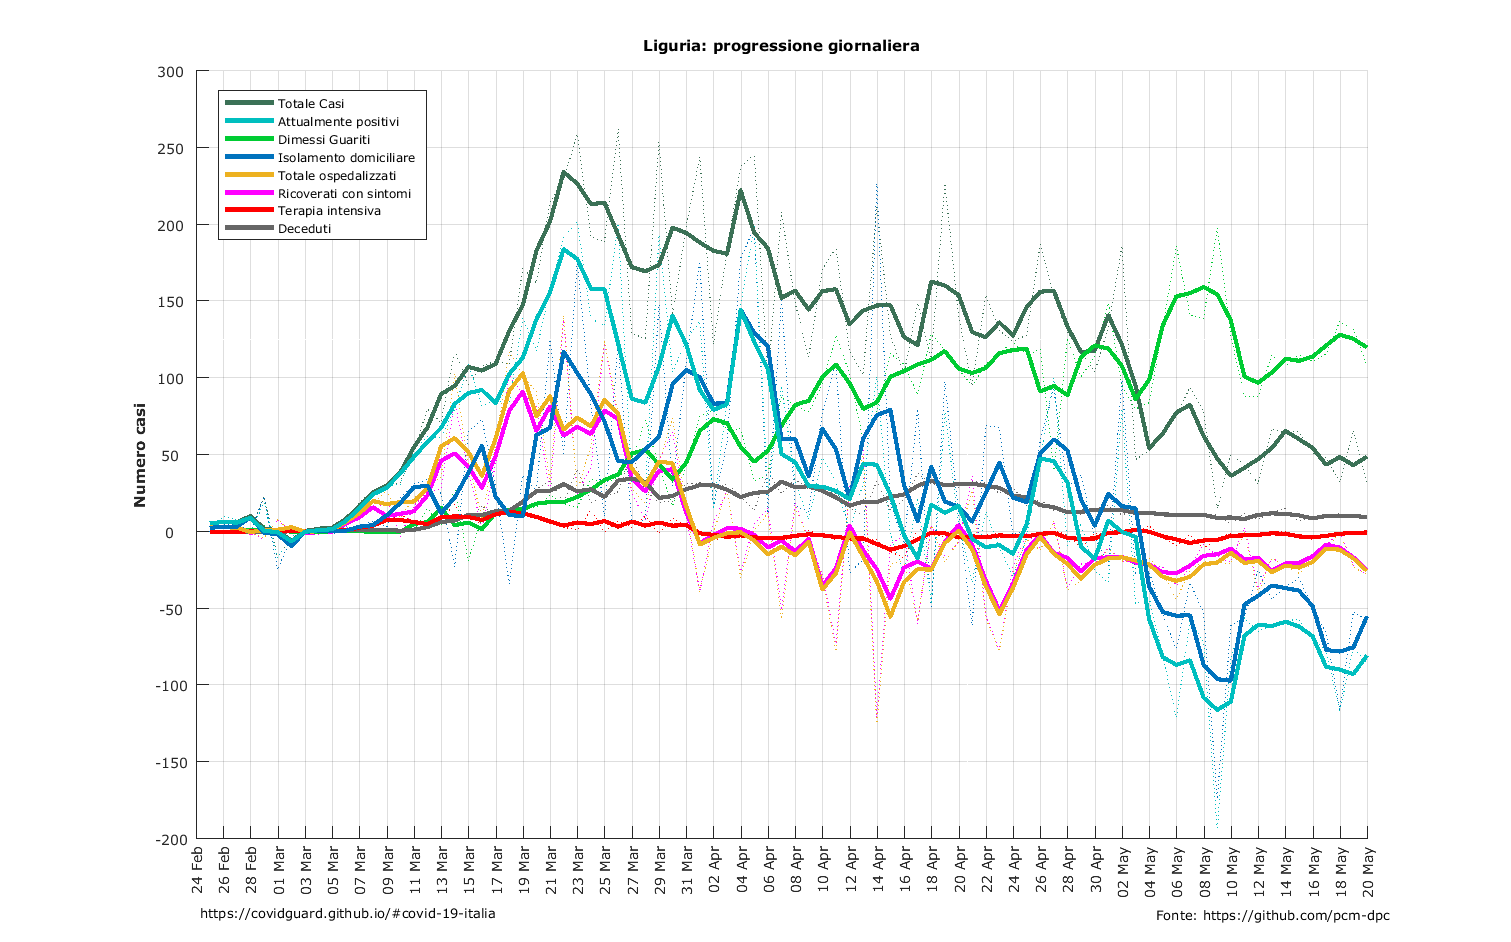 Liguria: progressione giornaliera
Numero casi
300
250
200
150
100
50
0
-50
-100
-150
-200
Totale Casi
Attualmente positivi
Dimessi Guariti
Isolamento domiciliare
Totale ospedalizzati
Ricoverati con sintomi
Terapia intensiva
Deceduti
24 Feb
26 Feb
28 Feb
01 Mar
03 Mar
05 Mar
07 Mar
09 Mar
11 Mar
13 Mar
15 Mar
17 Mar
19 Mar
21 Mar
23 Mar
25 Mar
27 Mar
29 Mar
31 Mar
02 Apr
04 Apr
06 Apr
08 Apr
10 Apr
12 Apr
14 Apr
16 Apr
18 Apr
20 Apr
22 Apr
24 Apr
26 Apr
28 Apr
30 Apr
02 May
04 May
06 May
08 May
10 May
12 May
14 May
16 May
18 May
20 May
https://covidguard.github.io/#covid-19-italia
Fonte: https://github.com/pcm-dpc